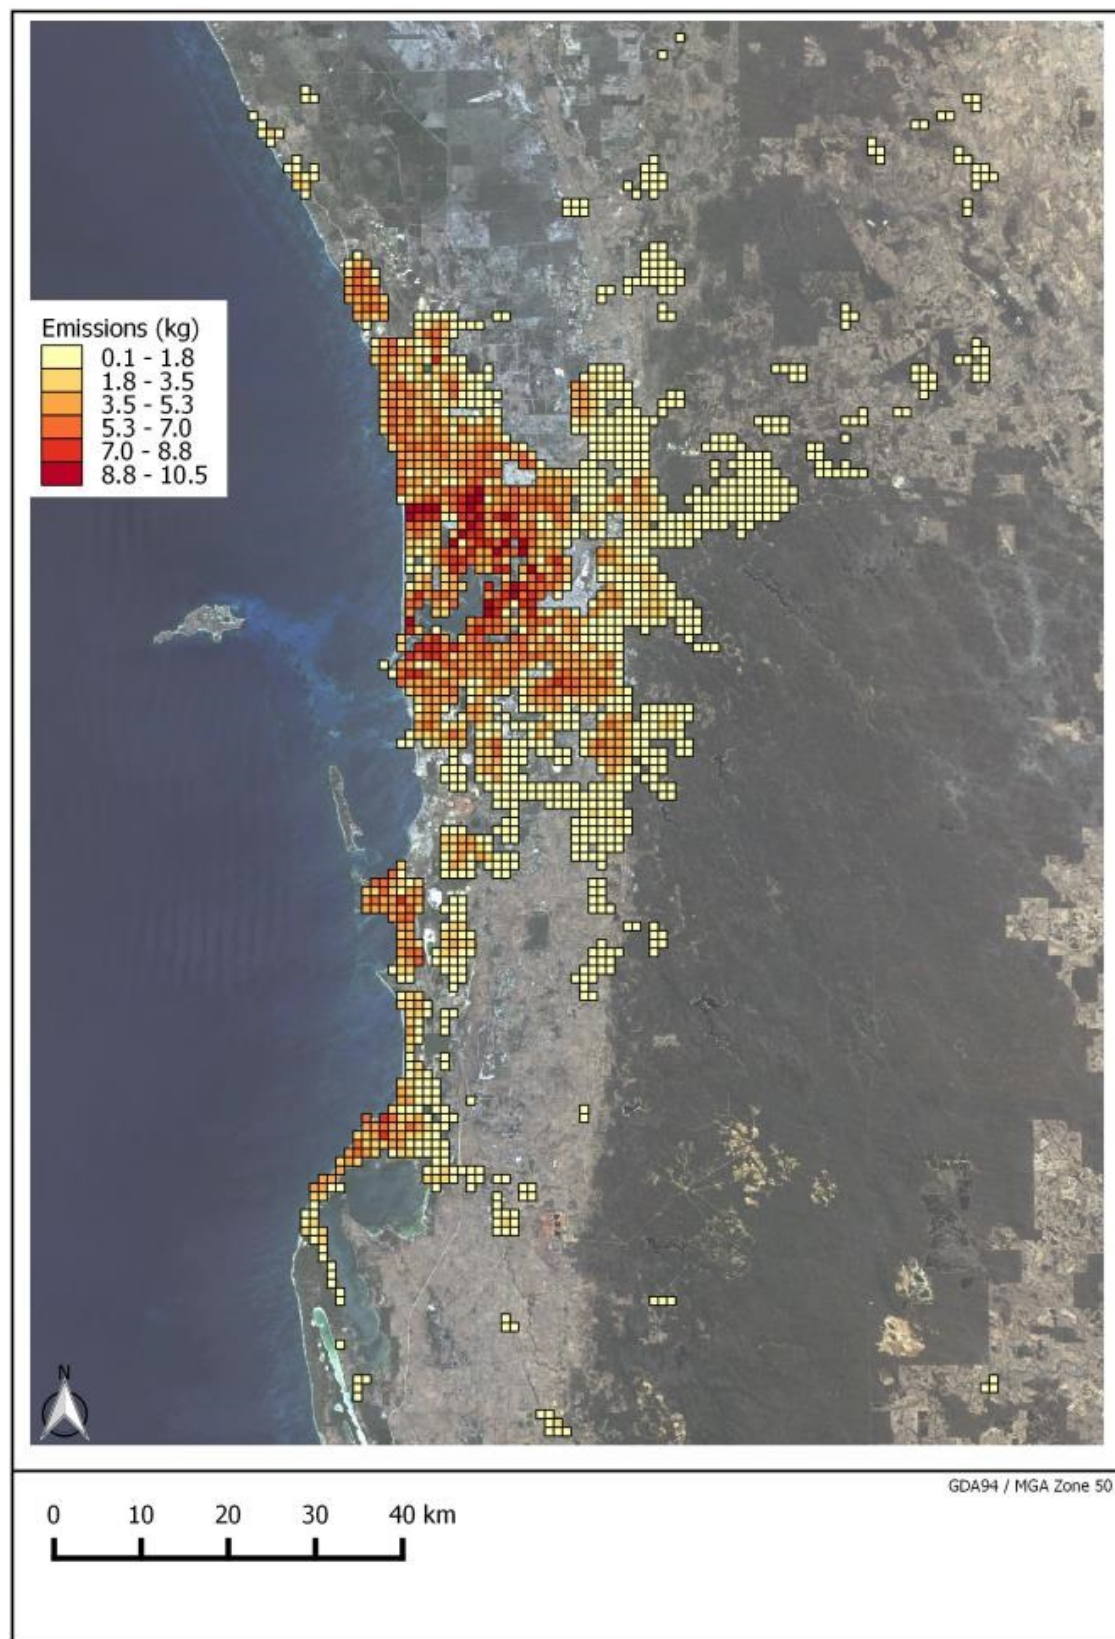 Emissions (kg)
0.1 - 1.8
1.8 - 3.5
3.5 - 5.3
5.3 - 7.0
7.0 - 8.8
8.8 - 10.5
N
GDA94 / MGA Zone 50
0 10 20 30 40 km